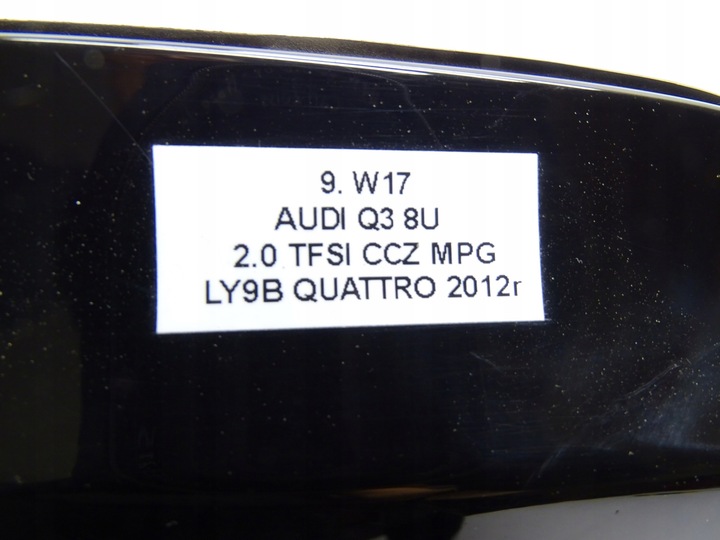 9. W17
AUDI Q3 8U
2.0 TFSI CCZ MPG
LY9B QUATTRO 2012r